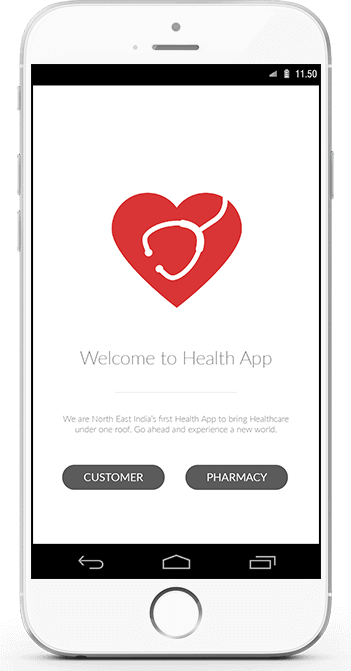 11.50
Welcome to Health App
We are North East India's first Health App to bring Healthcare
under one roof. Go ahead and experience a new world.
CUSTOMER
PHARMACY